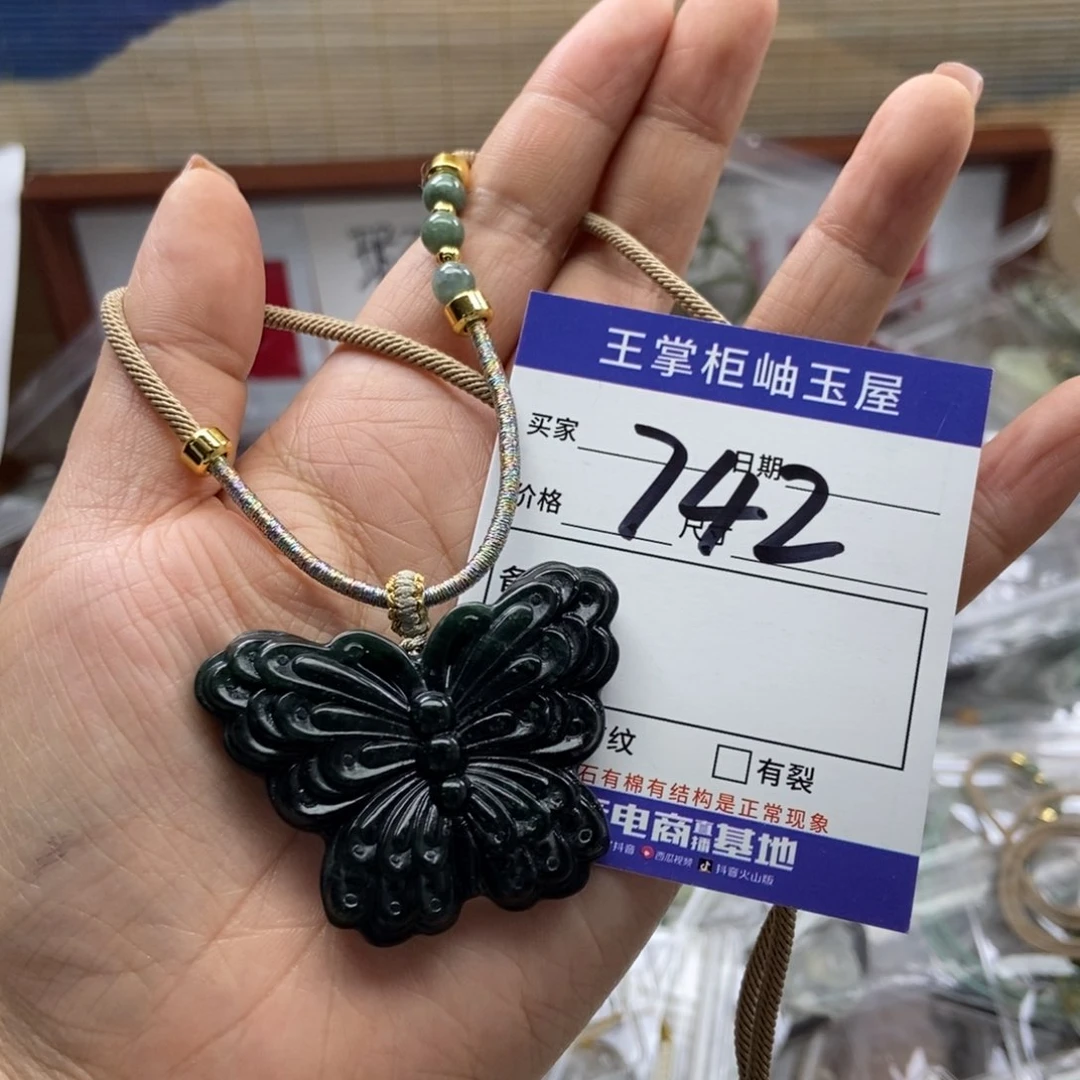 王掌柜岫玉屋
买家
日期
742
价格
尺寸
备
纹
有裂
石有棉有结构是正常现象
电商直播基地
抖音 西瓜视频 抖音火山版